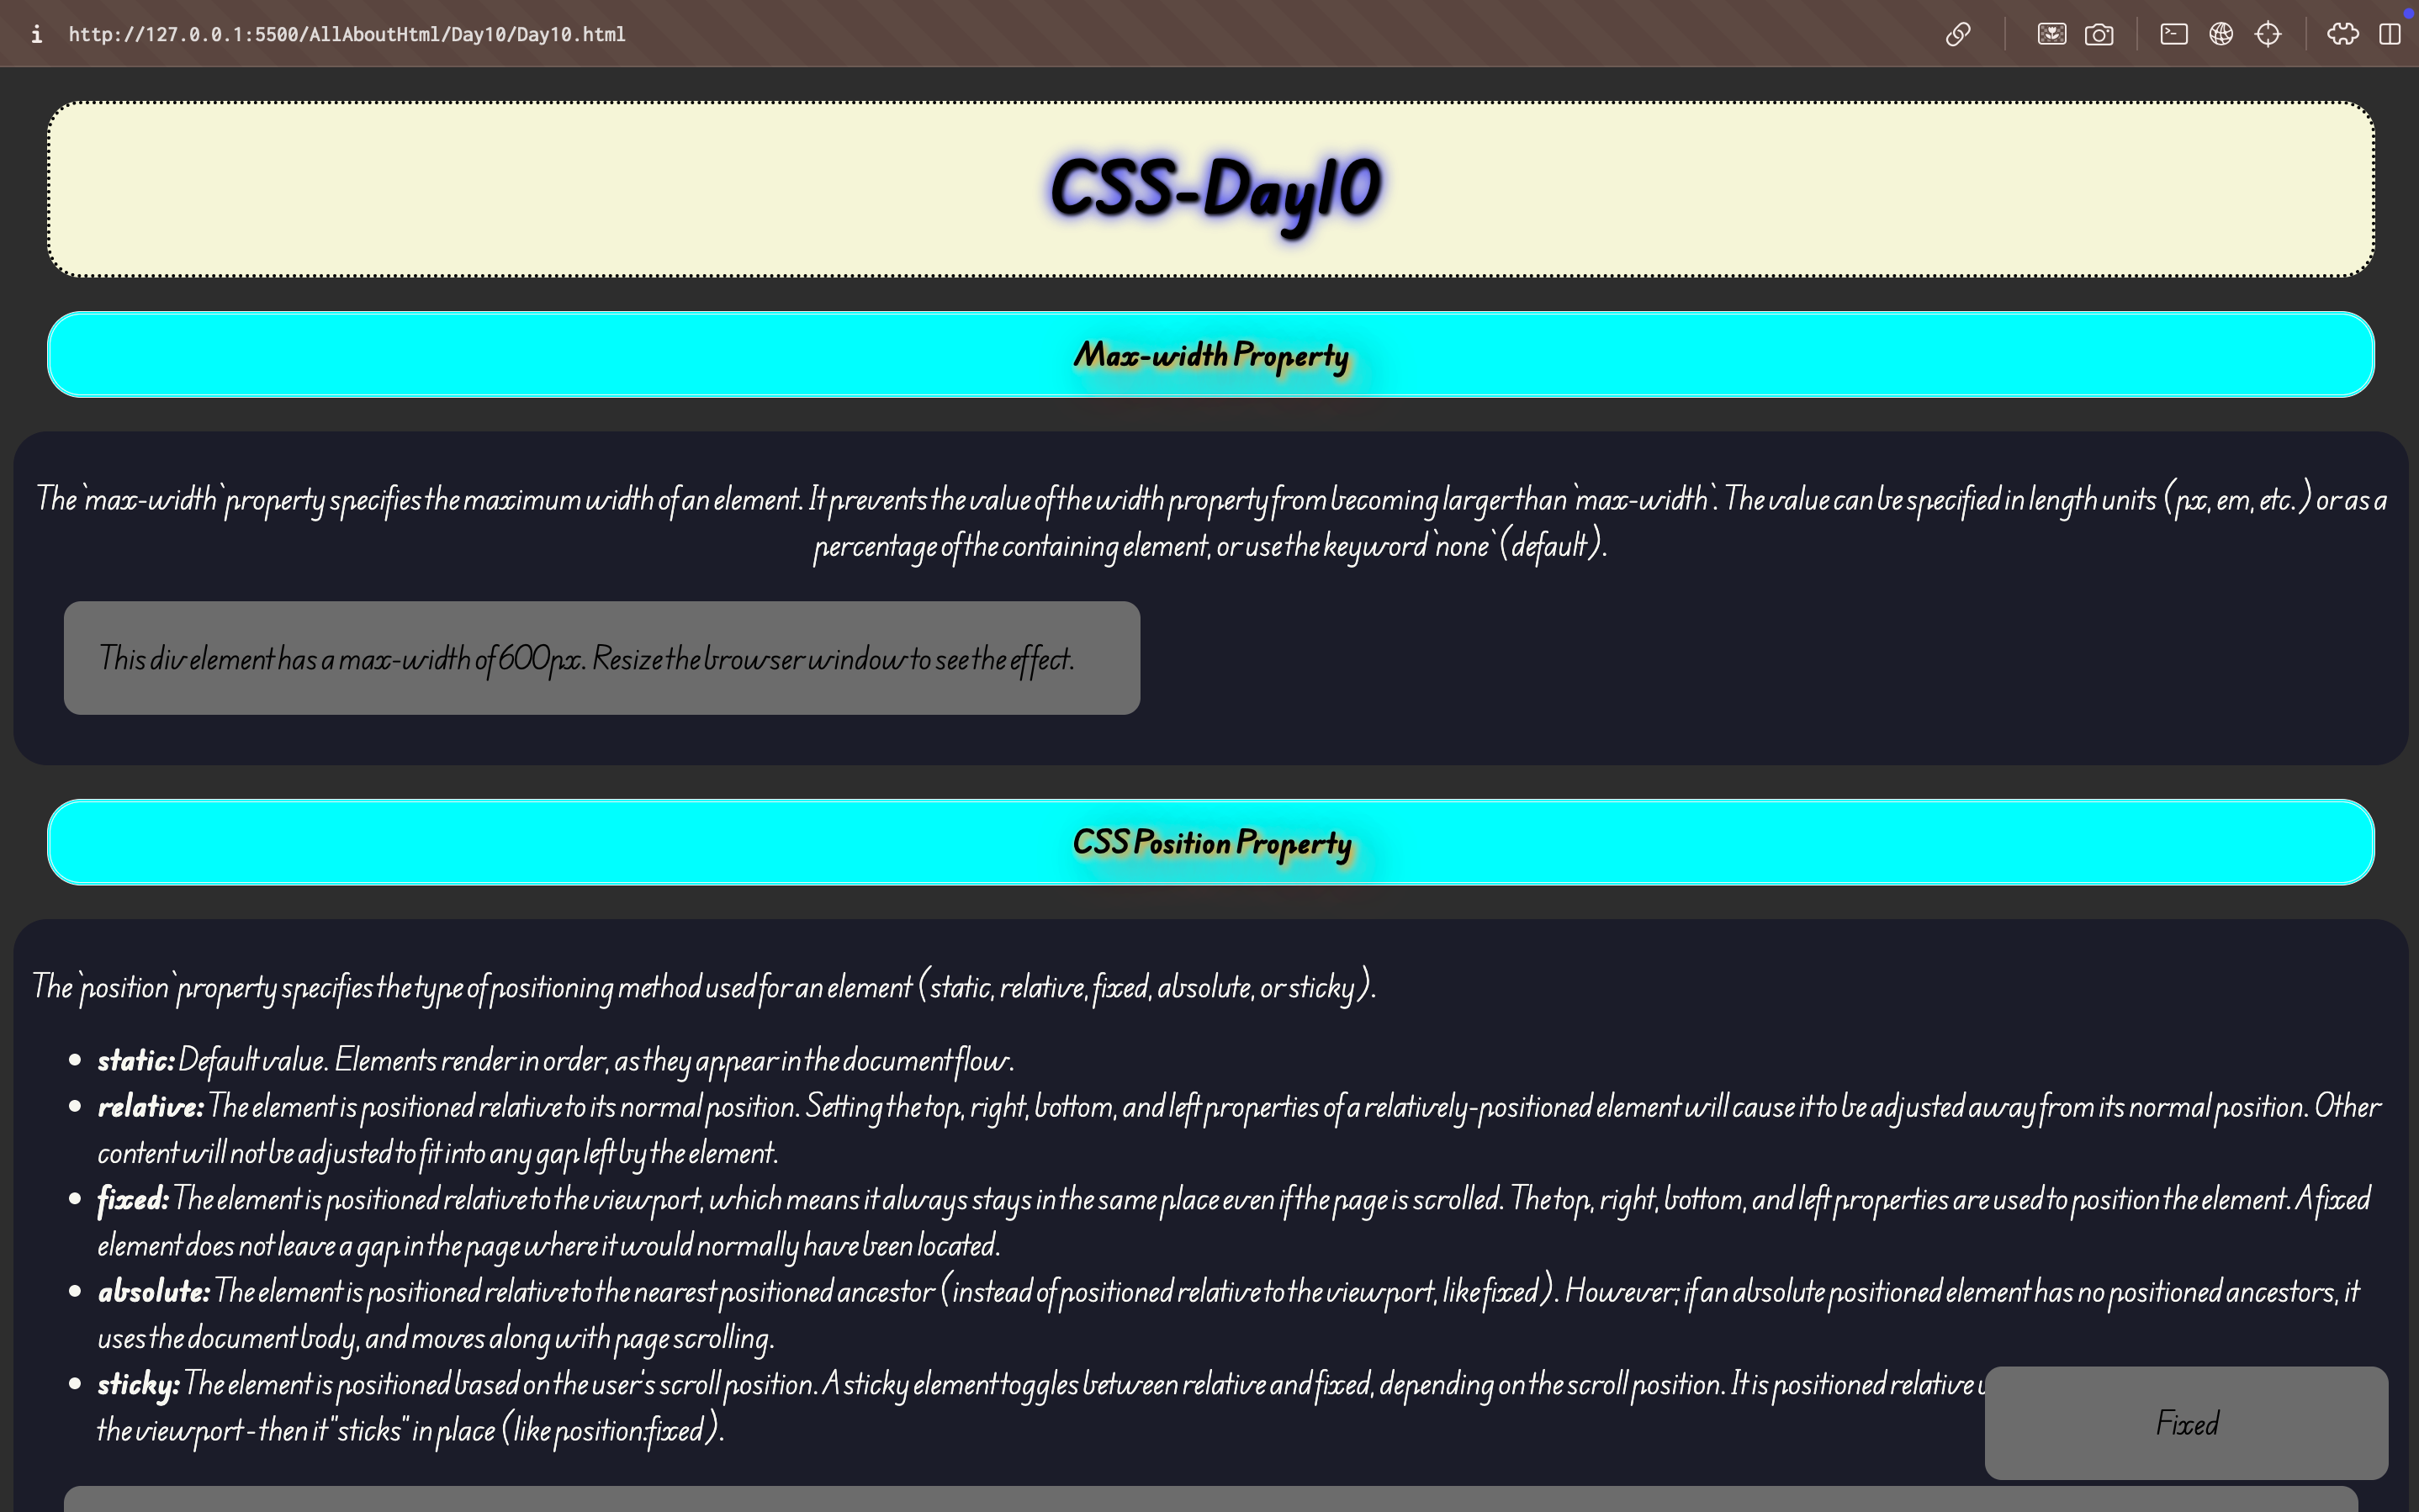 i http://127.0.0.1:5500/AllAboutHtml/Day10/Day10.html
CSS-Day10
Max-width Property
The `max-width` property specifies the maximum width of an element. It prevents the value of the width property from becoming larger than `max-width`. The value can be specified in length units (px, em, etc.) or as a
percentage of the containing element, or use the keyword `none` (default).
This div element has a max-width of 600px. Resize the browser window to see the effect.
CSS Position Property
The `position` property specifies the type of positioning method used for an element (static, relative, fixed, absolute, or sticky).
• static: Default value. Elements render in order, as they appear in the document flow.
• relative: The element is positioned relative to its normal position. Setting the top, right, bottom, and left properties of a relatively-positioned element will cause it to be adjusted away from its normal position. Other
content will not be adjusted to fit into any gap left by the element.
• fixed: The element is positioned relative to the viewport, which means it always stays in the same place even if the page is scrolled. The top, right, bottom, and left properties are used to position the element. A fixed
element does not leave a gap in the page where it would normally have been located.
• absolute: The element is positioned relative to the nearest positioned ancestor (instead of positioned relative to the viewport, like fixed). However; if an absolute positioned element has no positioned ancestors, it
uses the document body, and moves along with page scrolling.
• sticky: The element is positioned based on the user's scroll position. A sticky element toggles between relative and fixed, depending on the scroll position. It is positioned relative
the viewport - then it "sticks" in place (like position:fixed).
Fixed